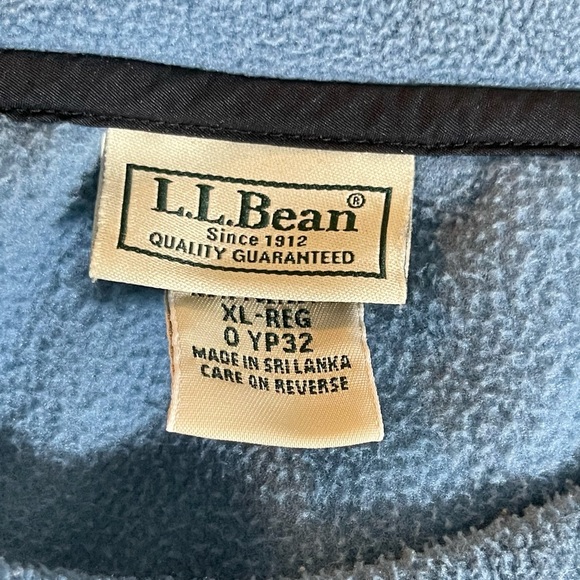 L.L.Bean®
Since 1912
QUALITY GUARANTEED
XL-REG
0 YP32
MADE IN SRI LANKA
CARE ON REVERSE